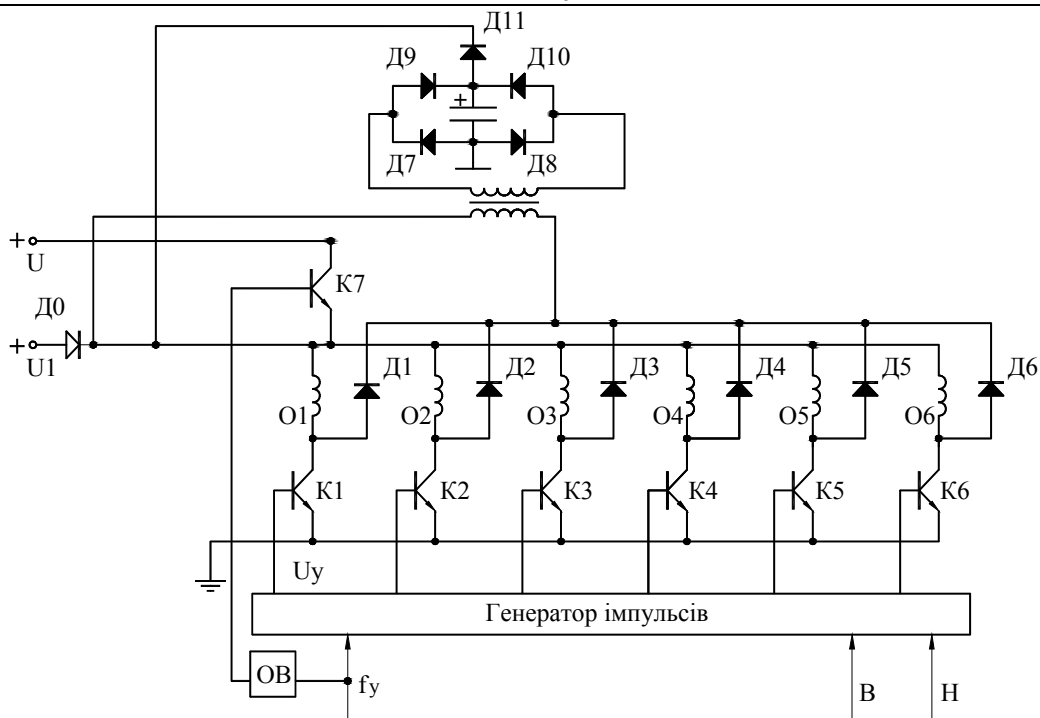 Д11
Д9
Д10
+
Д7
Д8
+
U
К7
Д0
+
U1
Д1
Д2
Д3
Д4
Д5
Д6
О1
О2
О3
О4
О5
О6
К1
К2
К3
К4
К5
К6
Uу
Генератор імпульсів
ОВ
fу
В
Н